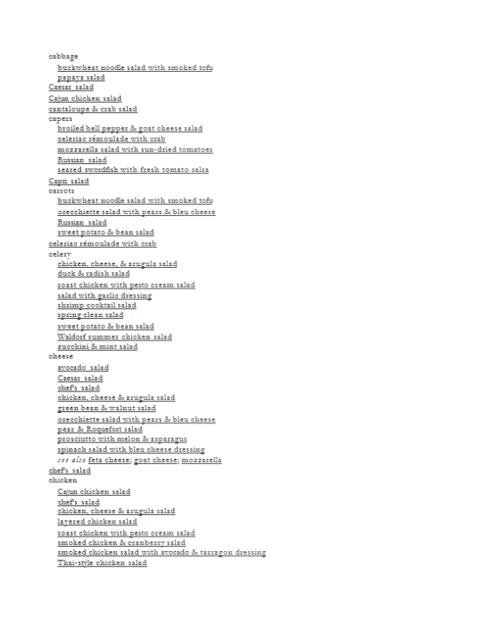 cabbage
buckwheat noodle salad with smoked tofu
papaya salad
Caesar salad
Cajun chicken salad
cantaloupe & crab salad
capers
broiled bell pepper & goat cheese salad
celeriac rémoulade with crab
mozzarella salad with sun-dried tomatoes
Russian salad
seared swordfish with fresh tomato salsa
Capri salad
carrots
buckwheat noodle salad with smoked tofu
orecchiette salad with pears & bleu cheese
Russian salad
sweet potato & bean salad
celeriac rémoulade with crab
celery
chicken, cheese, & arugula salad
duck & radish salad
roast chicken with pesto cream salad
salad with garlic dressing
shrimp cocktail salad
spring clean salad
sweet potato & bean salad
Waldorf summer chicken salad
zucchini & mint salad
cheese
avocado salad
Caesar salad
chef's salad
chicken, cheese & arugula salad
green bean & walnut salad
orecchiette salad with pears & bleu cheese
pear & Roquefort salad
prosciutto with melon & asparagus
spinach salad with bleu cheese dressing
see also feta cheese; goat cheese; mozzarella
chef's salad
chicken
Cajun chicken salad
chef's salad
chicken, cheese & arugula salad
layered chicken salad
roast chicken with pesto cream salad
smoked chicken & cranberry salad
smoked chicken salad with avocado & tarragon dressing
Thai-style chicken salad